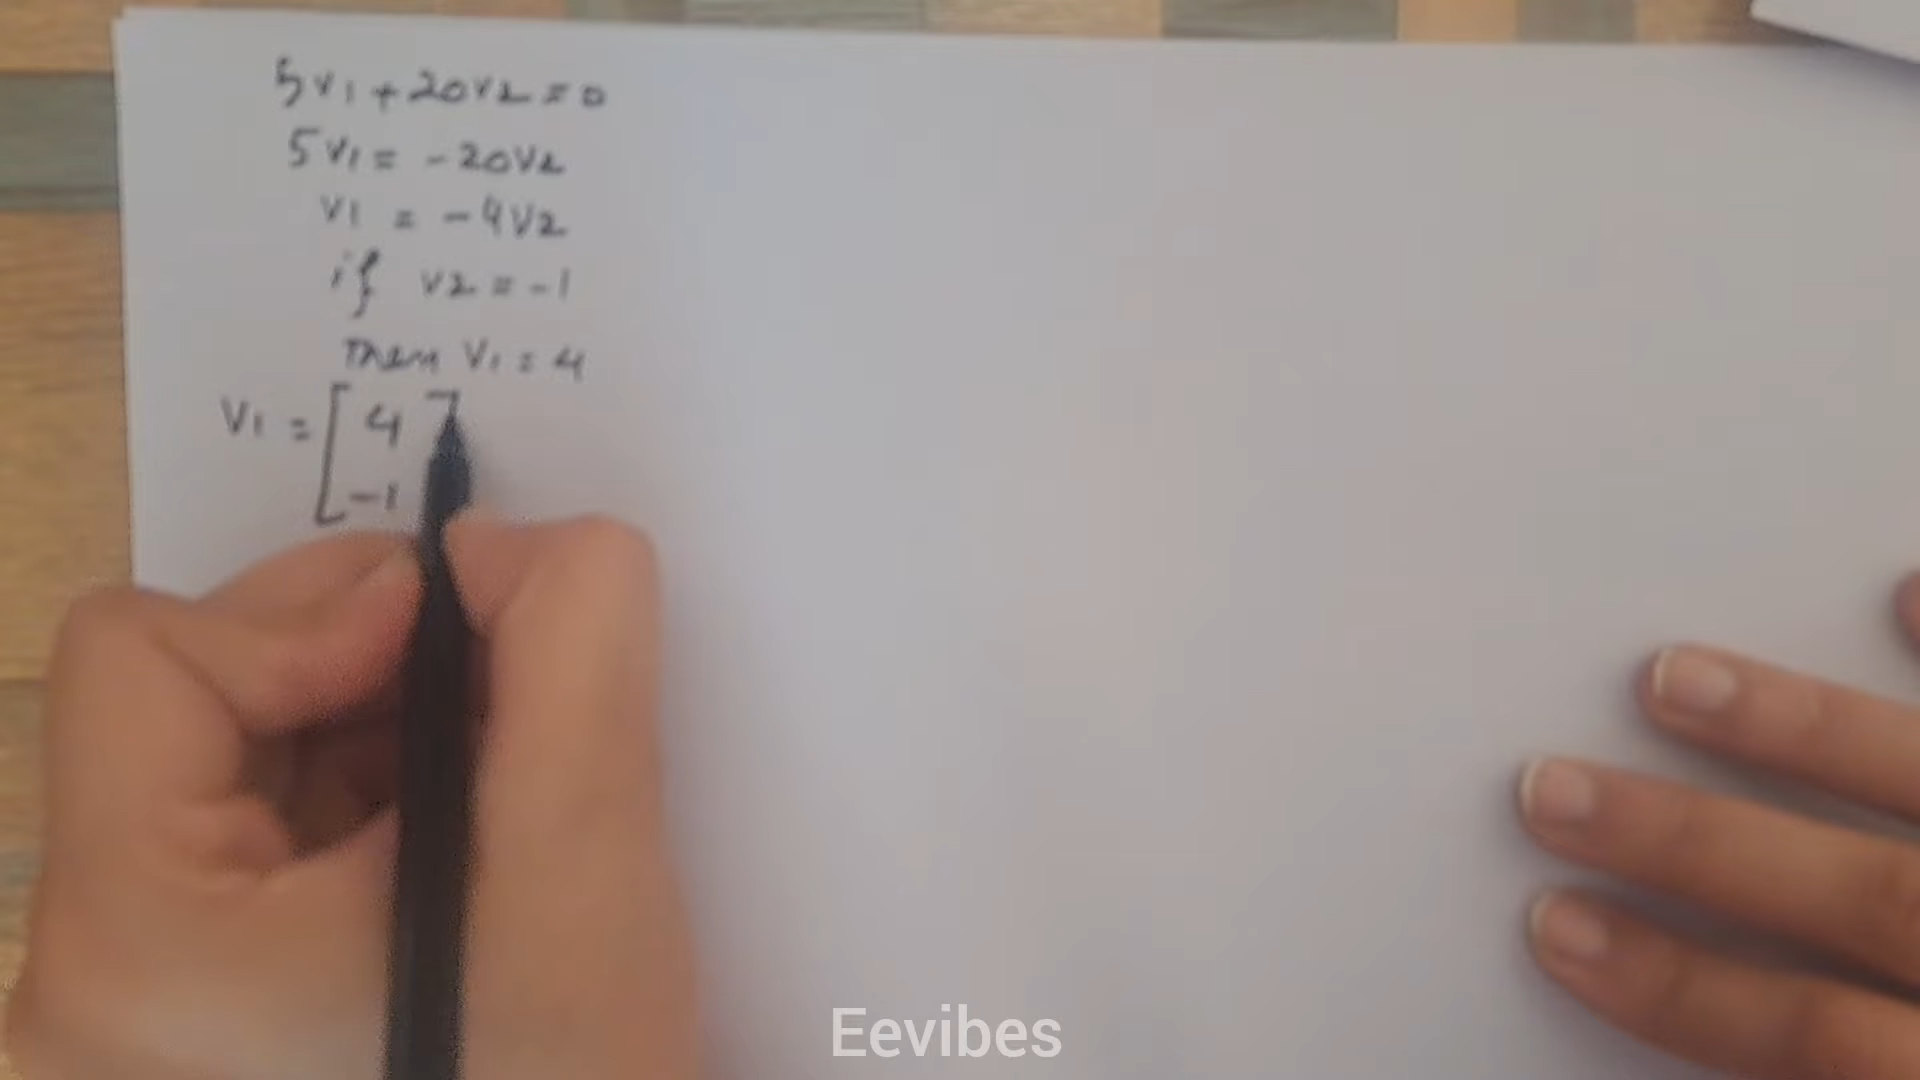 5v1+20v2=0
5v1=-20v2
v1=-4v2
if v2=-1
Then v1=4
V1=[4
-1
Eevibes